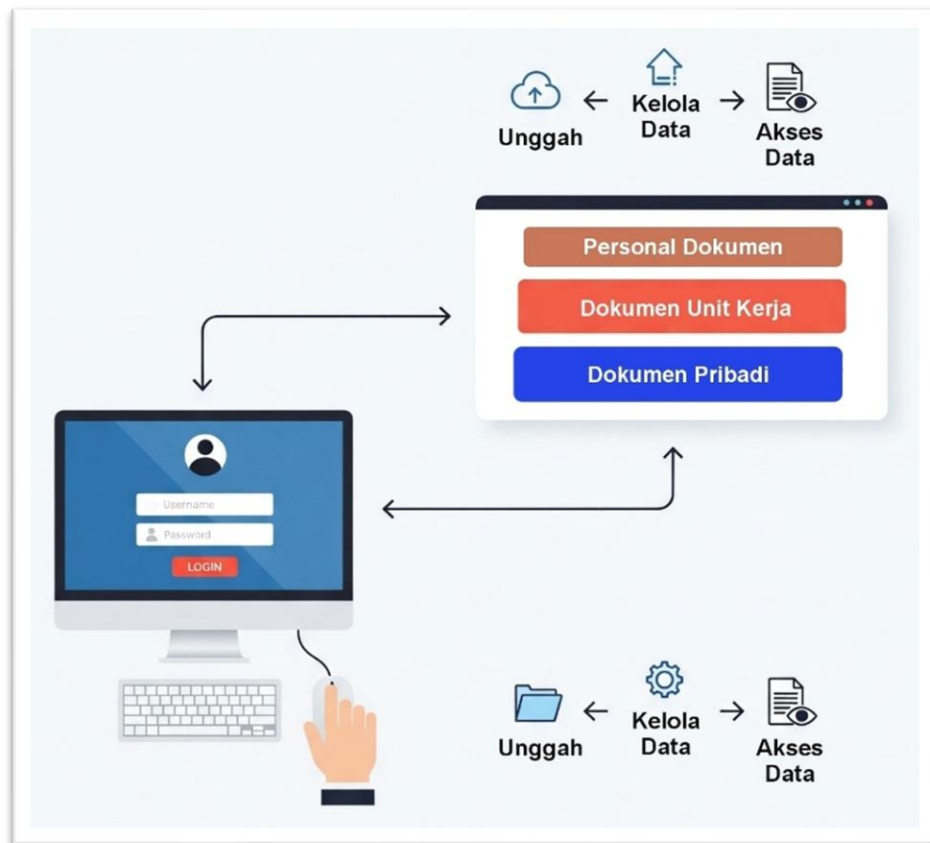 Unggah
Kelola
Data
Akses
Data
Personal Dokumen
Dokumen Unit Kerja
Dokumen Pribadi
Username
Password
LOGIN
Unggah
Kelola
Data
Akses
Data